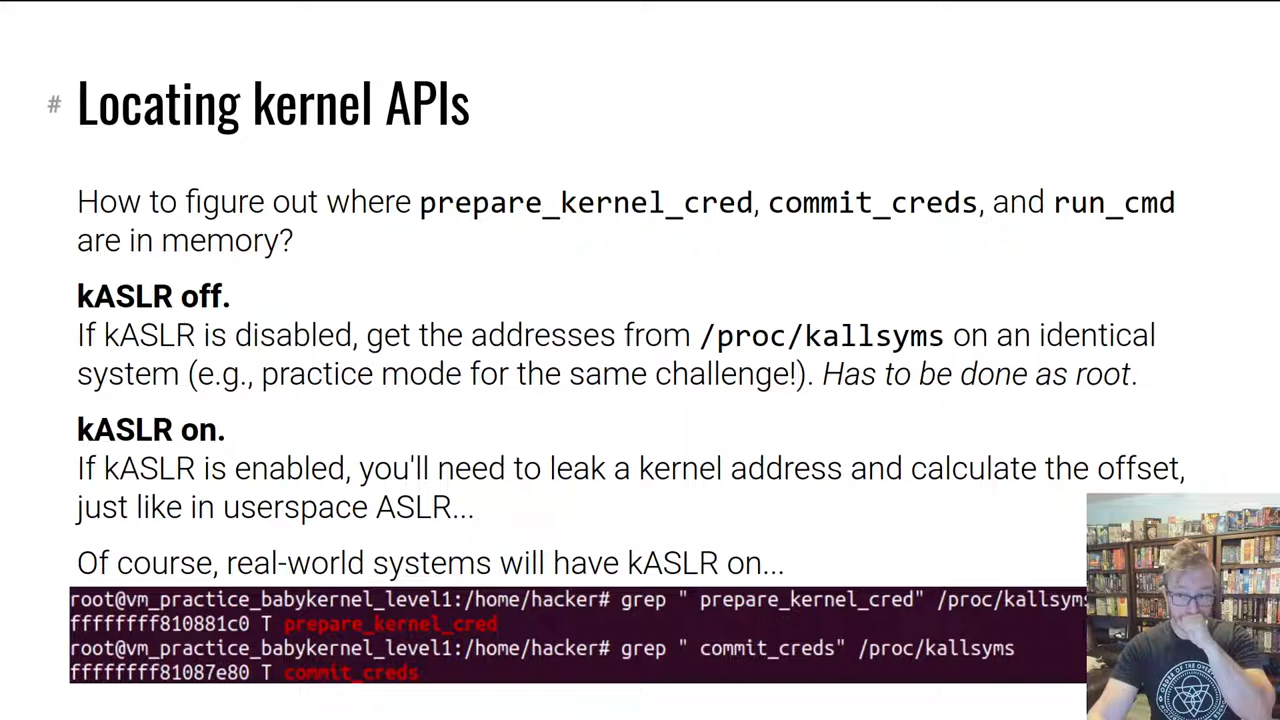 # Locating kernel APIs
How to figure out where prepare_kernel_cred, commit_creds, and run_cmd
are in memory?
kASLR off.
If kASLR is disabled, get the addresses from /proc/kallsyms on an identical
system (e.g., practice mode for the same challenge!). Has to be done as root.
kASLR on.
If kASLR is enabled, you'll need to leak a kernel address and calculate the offset,
just like in userspace ASLR...
Of course, real-world systems will have kASLR on...
root@vm_practice_babykernel_level1:/home/hacker# grep " prepare_kernel_cred" /proc/kallsyms
ffffffff810881c0 T prepare_kernel_cred
root@vm_practice_babykernel_level1:/home/hacker# grep " commit_creds" /proc/kallsyms
ffffffff81087e80 T commit_creds